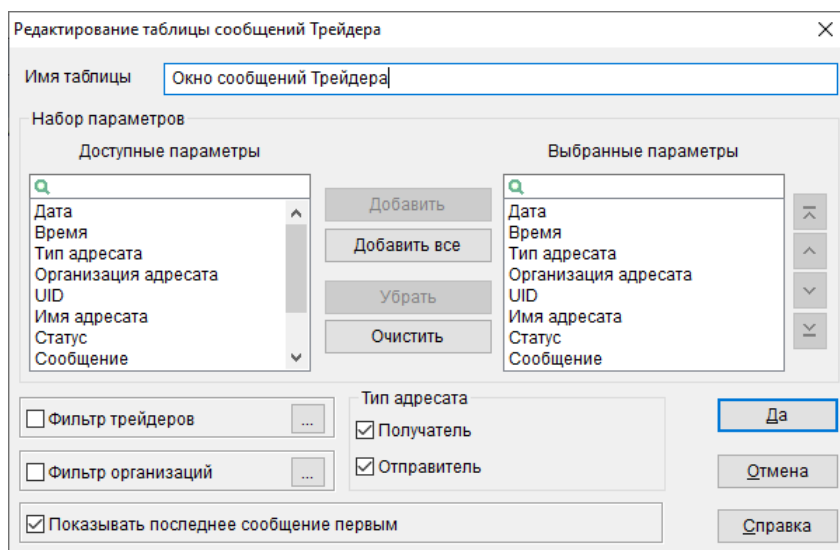 Редактирование таблицы сообщений Трейдера
Имя таблицы
Окно сообщений Трейдера
Набор параметров
Доступные параметры
Дата
Время
Тип адресата
Организация адресата
UID
Имя адресата
Статус
Сообщение
Добавить
Добавить все
Убрать
Очистить
Выбранные параметры
Дата
Время
Тип адресата
Организация адресата
UID
Имя адресата
Статус
Сообщение
Фильтр трейдеров
...
Фильтр организаций
...
Тип адресата
Получатель
Отправитель
Показывать последнее сообщение первым
Да
Отмена
Справка